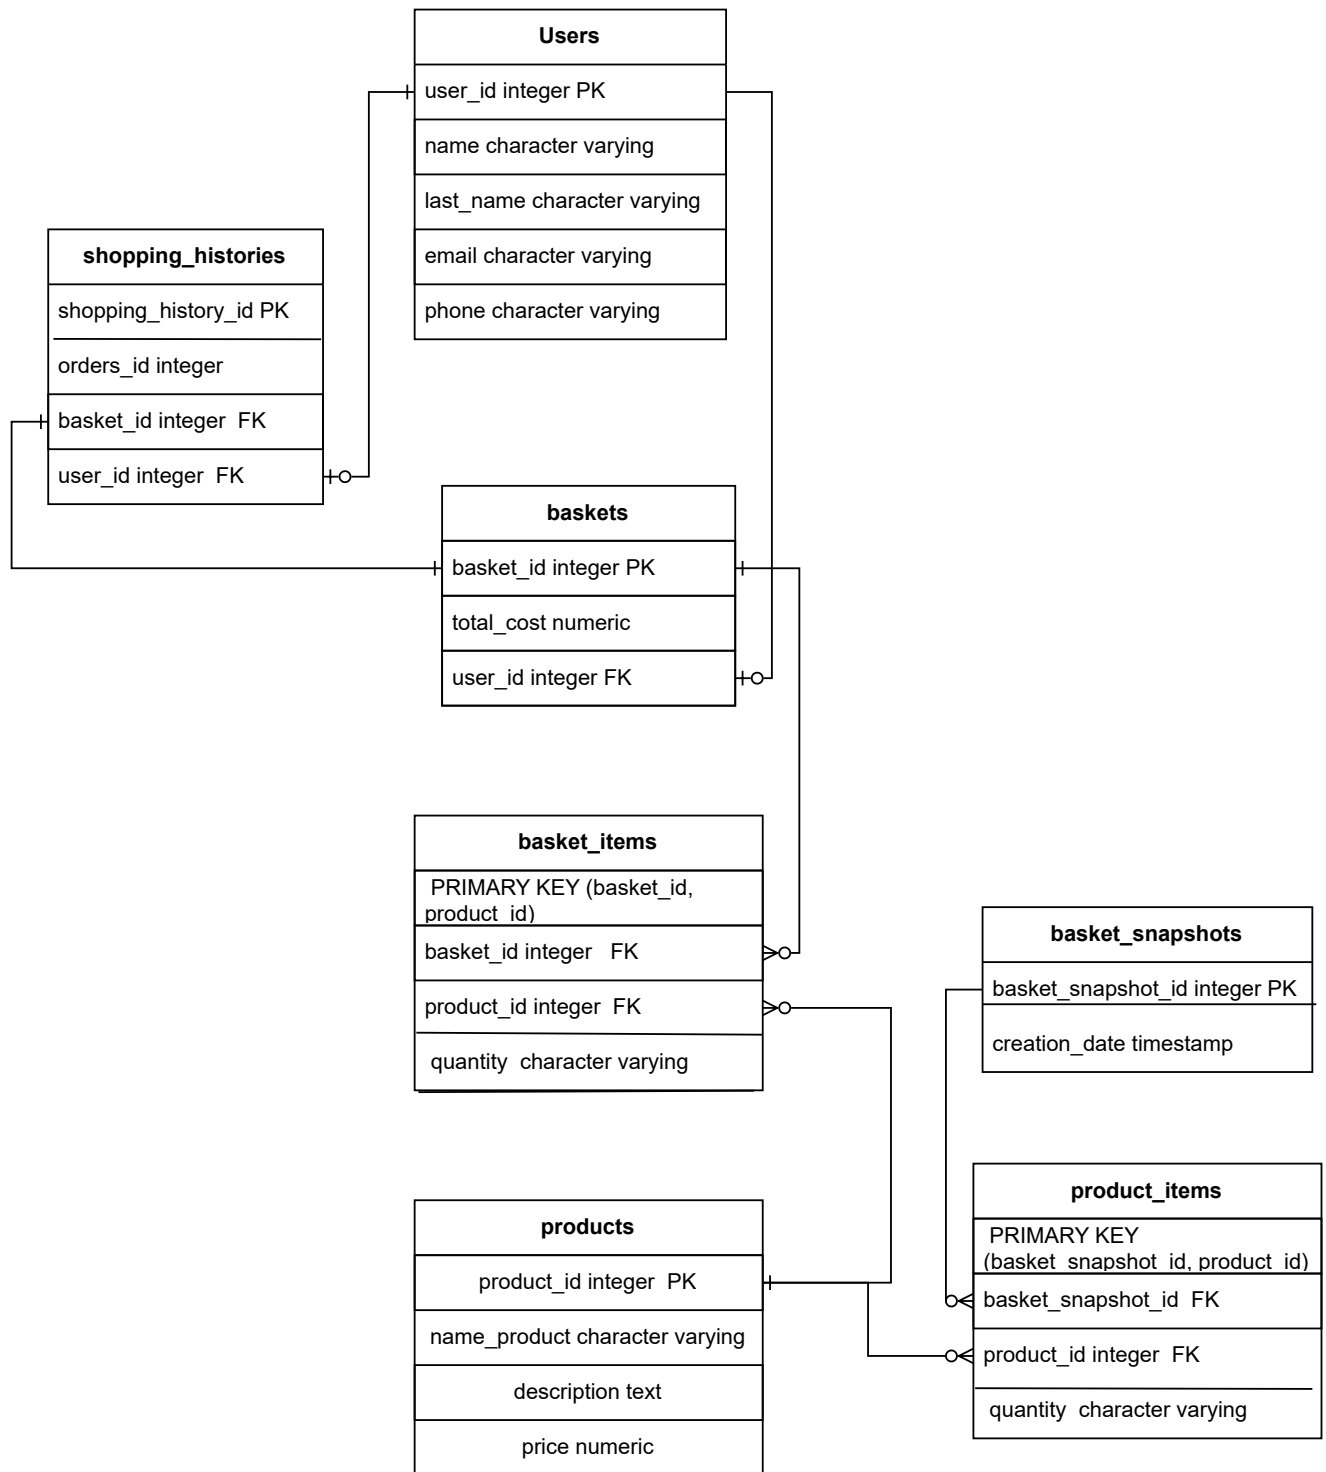 Users
user_id integer PK
name character varying
last_name character varying
email character varying
phone character varying
shopping_histories
shopping_history_id PK
orders_id integer
basket_id integer FK
user_id integer FK
baskets
basket_id integer PK
total_cost numeric
user_id integer FK
basket_items
PRIMARY KEY (basket_id,
product_id)
basket_id integer FK
product_id integer FK
quantity character varying
basket_snapshots
basket_snapshot_id integer PK
creation_date timestamp
product_items
PRIMARY KEY
(basket_snapshot_id, product_id)
basket_snapshot_id FK
product_id integer FK
quantity character varying
products
product_id integer PK
name_product character varying
description text
price numeric